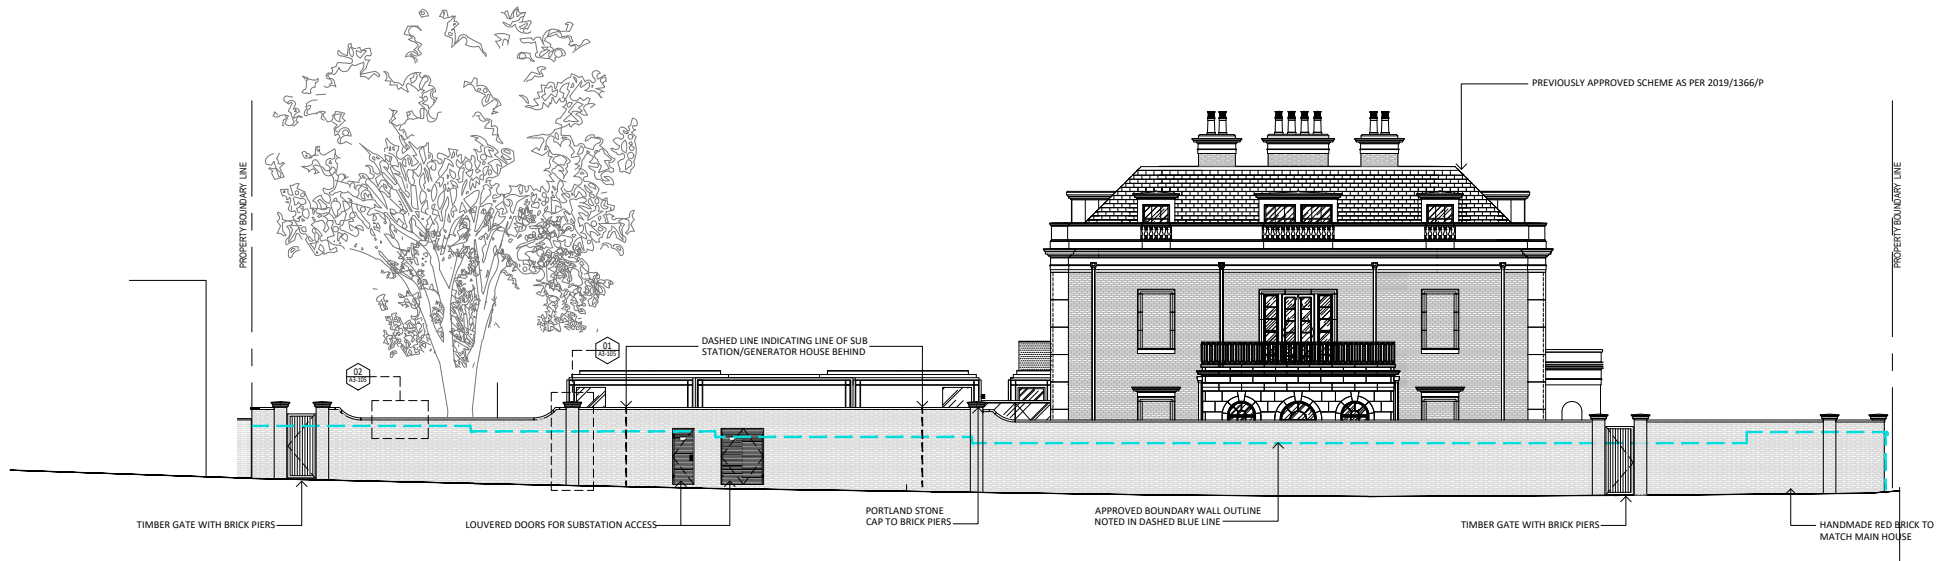 PREVIOUSLY APPROVED SCHEME AS PER 2019/1366/P
PROPERTY BOUNDARY LINE
PROPERTY BOUNDARY LINE
DASHED LINE INDICATING LINE OF SUB
STATION/GENERATOR HOUSE BEHIND
01
A3-105
02
A3-105
TIMBER GATE WITH BRICK PIERS
LOUVERED DOORS FOR SUBSTATION ACCESS
PORTLAND STONE
CAP TO BRICK PIERS
APPROVED BOUNDARY WALL OUTLINE
NOTED IN DASHED BLUE LINE
TIMBER GATE WITH BRICK PIERS
HANDMADE RED BRICK TO
MATCH MAIN HOUSE